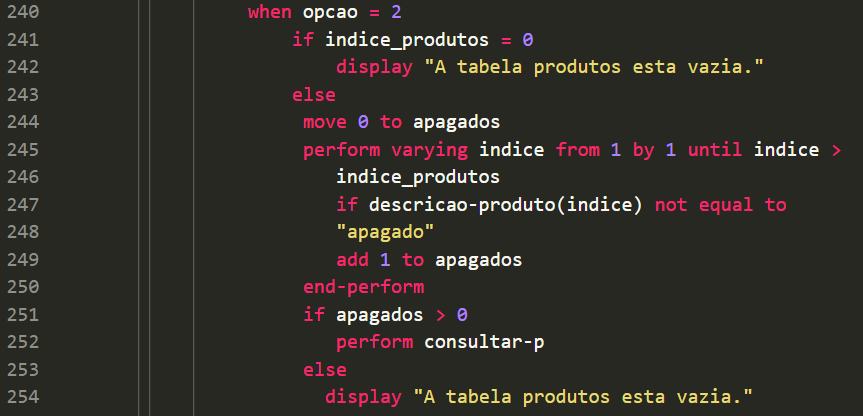 240 when opcao = 2
241 if indice_produtos = 0
242 display "A tabela produtos esta vazia."
243 else
244 move 0 to apagados
245 perform varying indice from 1 by 1 until indice >
246 indice_produtos
247 if descricao-produto(indice) not equal to
248 "apagado"
249 add 1 to apagados
250 end-perform
251 if apagados > 0
252 perform consultar-p
253 else
254 display "A tabela produtos esta vazia."